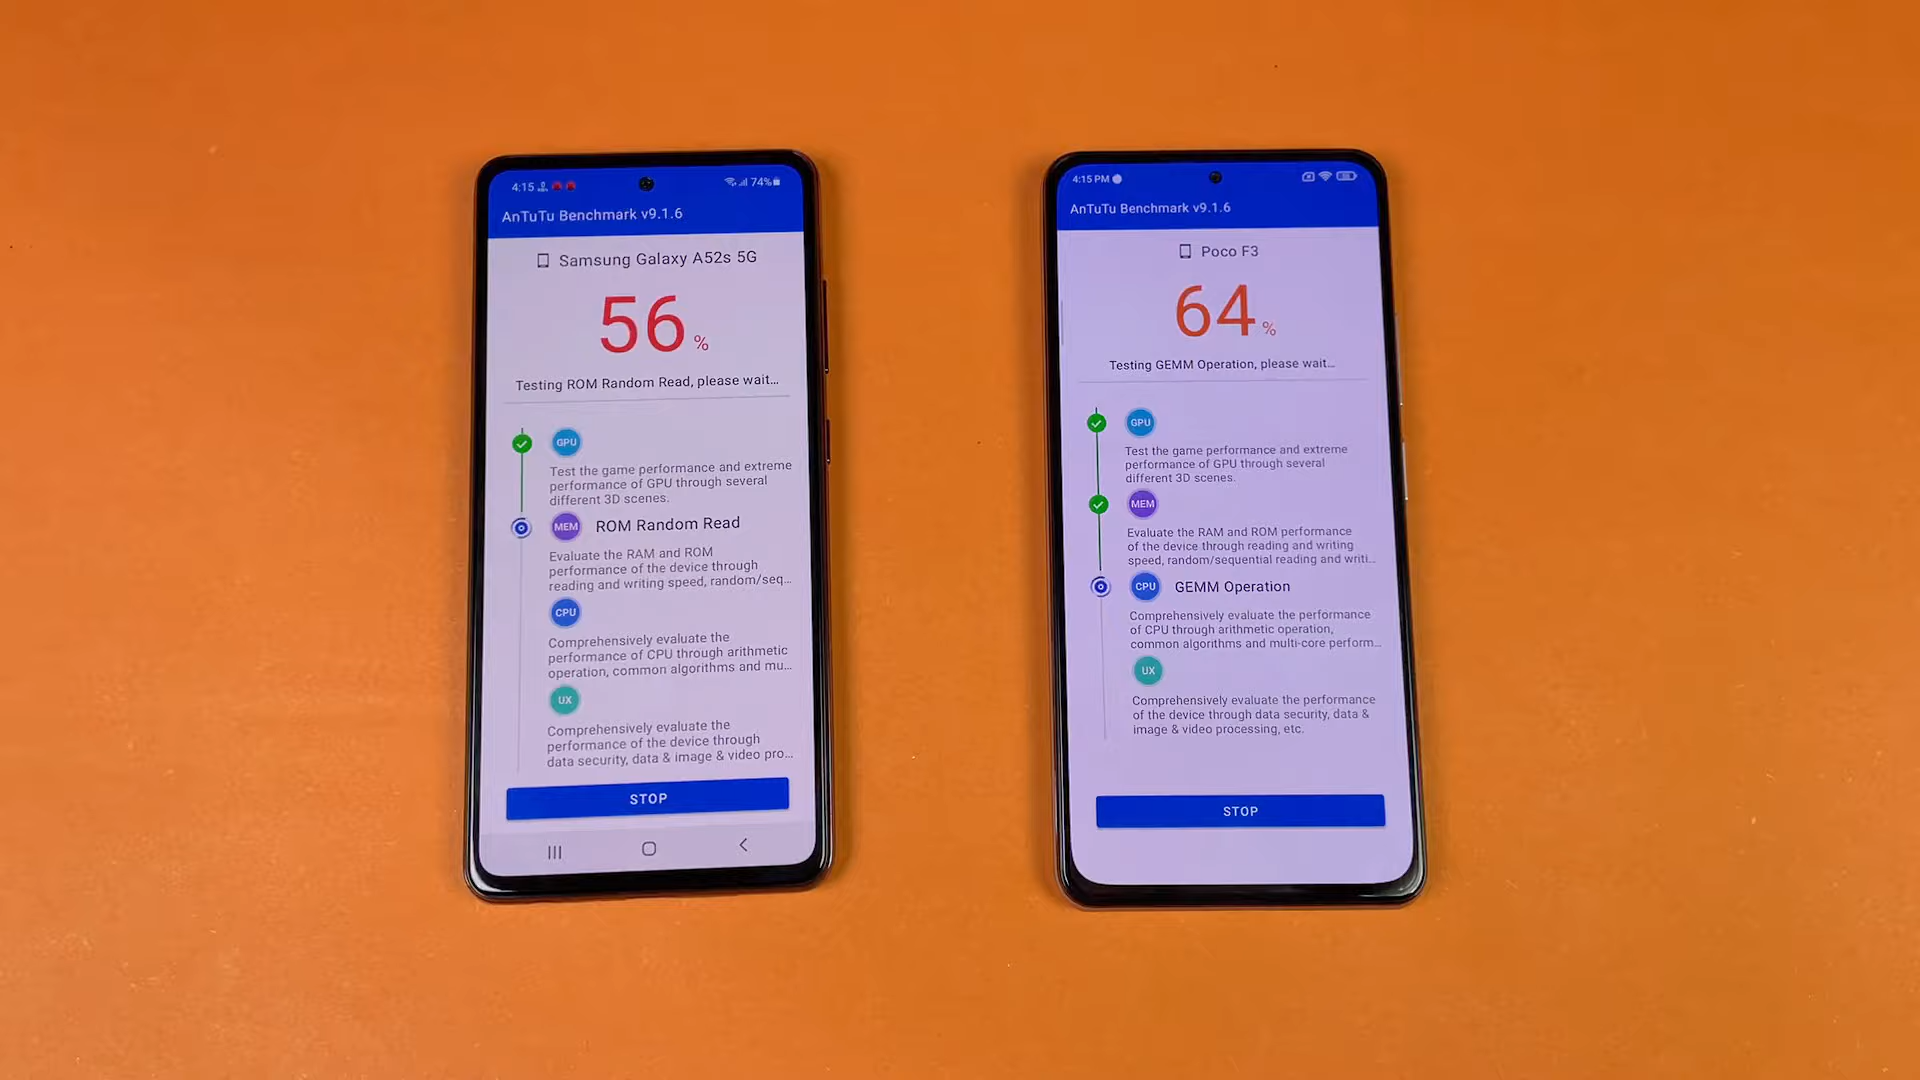 4:15
74%
AnTuTu Benchmark v9.1.6
Samsung Galaxy A52s 5G
56 %
Testing ROM Random Read, please wait...
GPU
Test the game performance and extreme
performance of GPU through several
different 3D scenes.
MEM ROM Random Read
Evaluate the RAM and ROM
performance of the device through
reading and writing speed, random/seq...
CPU
Comprehensively evaluate the
performance of CPU through arithmetic
operation, common algorithms and mu...
UX
Comprehensively evaluate the
performance of the device through
data security, data & image & video pro...
STOP
4:15 PM
AnTuTu Benchmark v9.1.6
Poco F3
64 %
Testing GEMM Operation, please wait...
GPU
Test the game performance and extreme
performance of GPU through several
different 3D scenes.
MEM
Evaluate the RAM and ROM performance
of the device through reading and writing
speed, random/sequential reading and writi...
CPU GEMM Operation
Comprehensively evaluate the performance
of CPU through arithmetic operation,
common algorithms and multi-core perform...
UX
Comprehensively evaluate the performance
of the device through data security, data &
image & video processing, etc.
STOP